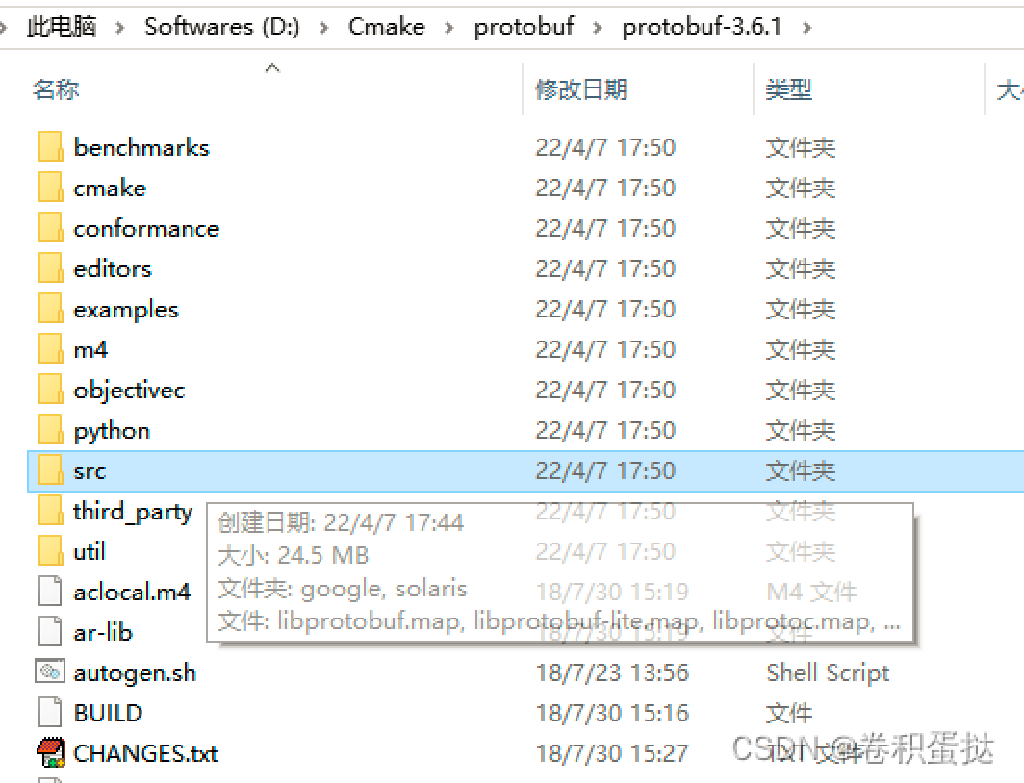 此电脑 > Softwares (D:) > Cmake > protobuf > protobuf-3.6.1 >
名称 修改日期 类型 大小
benchmarks 22/4/7 17:50 文件夹
cmake 22/4/7 17:50 文件夹
conformance 22/4/7 17:50 文件夹
editors 22/4/7 17:50 文件夹
examples 22/4/7 17:50 文件夹
m4 22/4/7 17:50 文件夹
objectivec 22/4/7 17:50 文件夹
python 22/4/7 17:50 文件夹
src 22/4/7 17:50 文件夹
third_party 22/4/7 17:50 文件夹
创建日期: 22/4/7 17:44
util 22/4/7 17:50 文件夹
大小: 24.5 MB
aclocal.m4 18/7/30 15:19 M4 文件
文件夹: google, solaris
ar-lib 18/7/30 15:19 文件
文件: libprotobuf.map, libprotobuf-lite.map, libprotoc.map, ...
autogen.sh 18/7/23 13:56 Shell Script
BUILD 18/7/30 15:16 文件
CHANGES.txt 18/7/30 15:27 TXT 文件
CSDN @卷积蛋挞